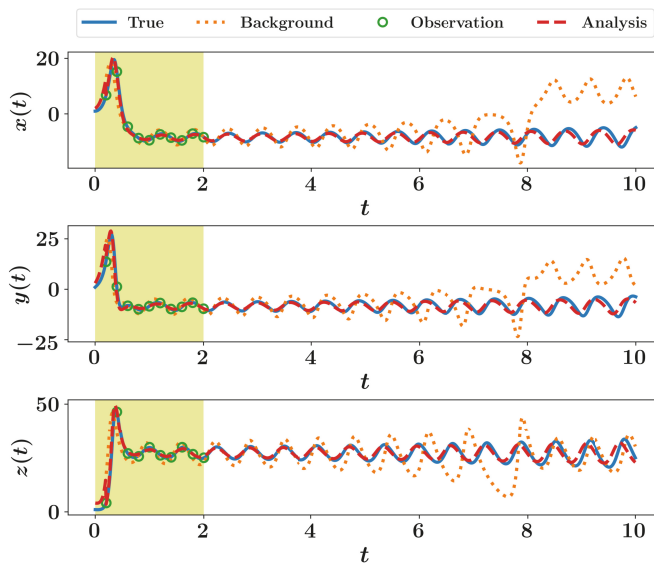 True Background Observation Analysis
20
0
x(t)
0 2 4 6 8 10
t
25
0
−25
y(t)
0 2 4 6 8 10
t
50
0
z(t)
0 2 4 6 8 10
t